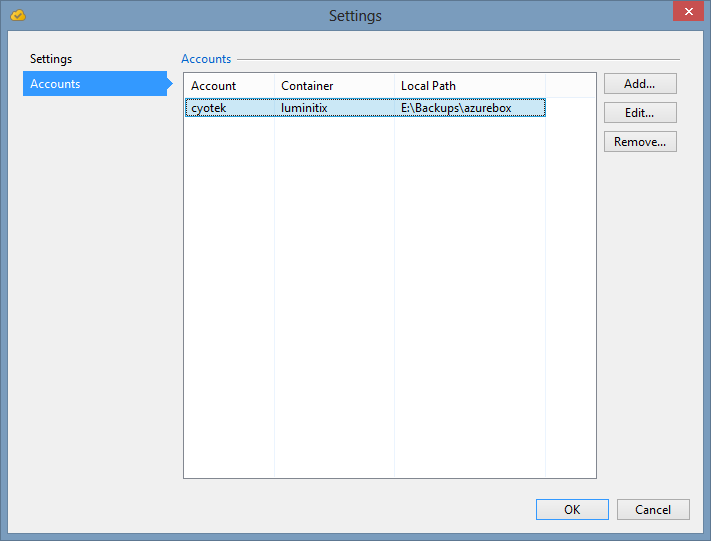 Settings
Settings
Accounts
Accounts
Account Container Local Path
cyotek luminitix E:\Backups\azurebox
Add...
Edit...
Remove...
OK Cancel